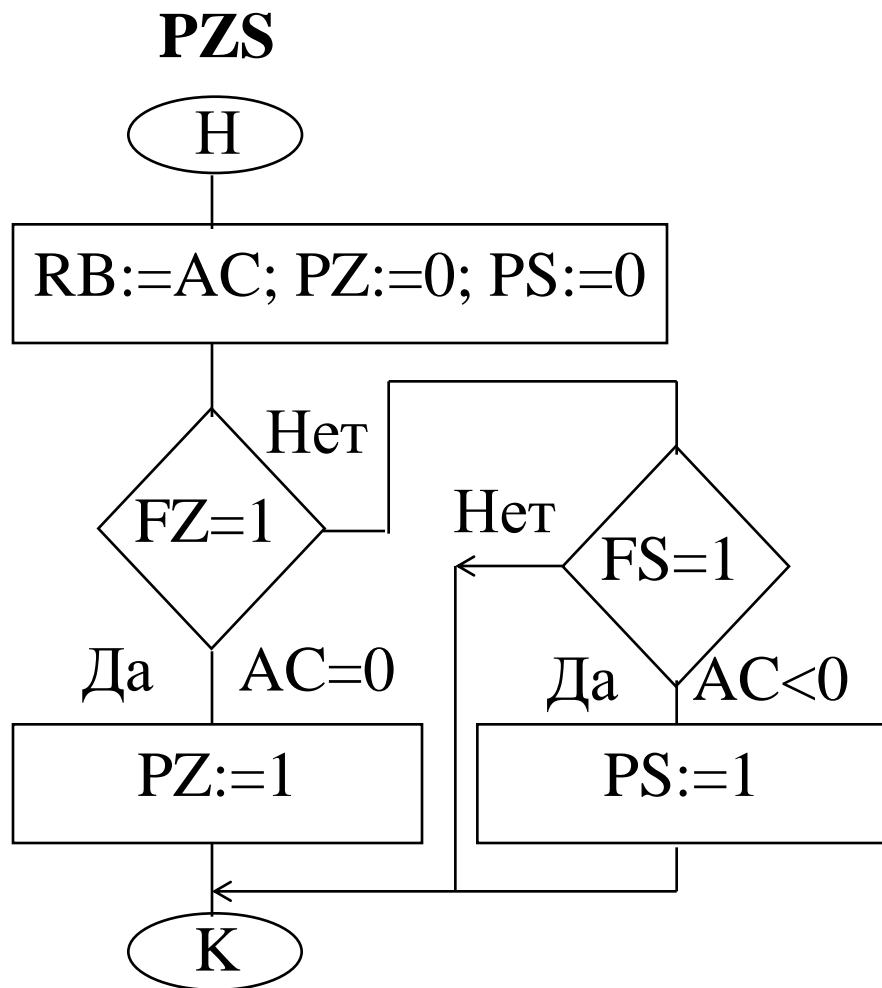 PZS
Н
RB:=AC; PZ:=0; PS:=0
Нет
FZ=1
Нет
FS=1
Да AC=0
Да AC<0
PZ:=1
PS:=1
К